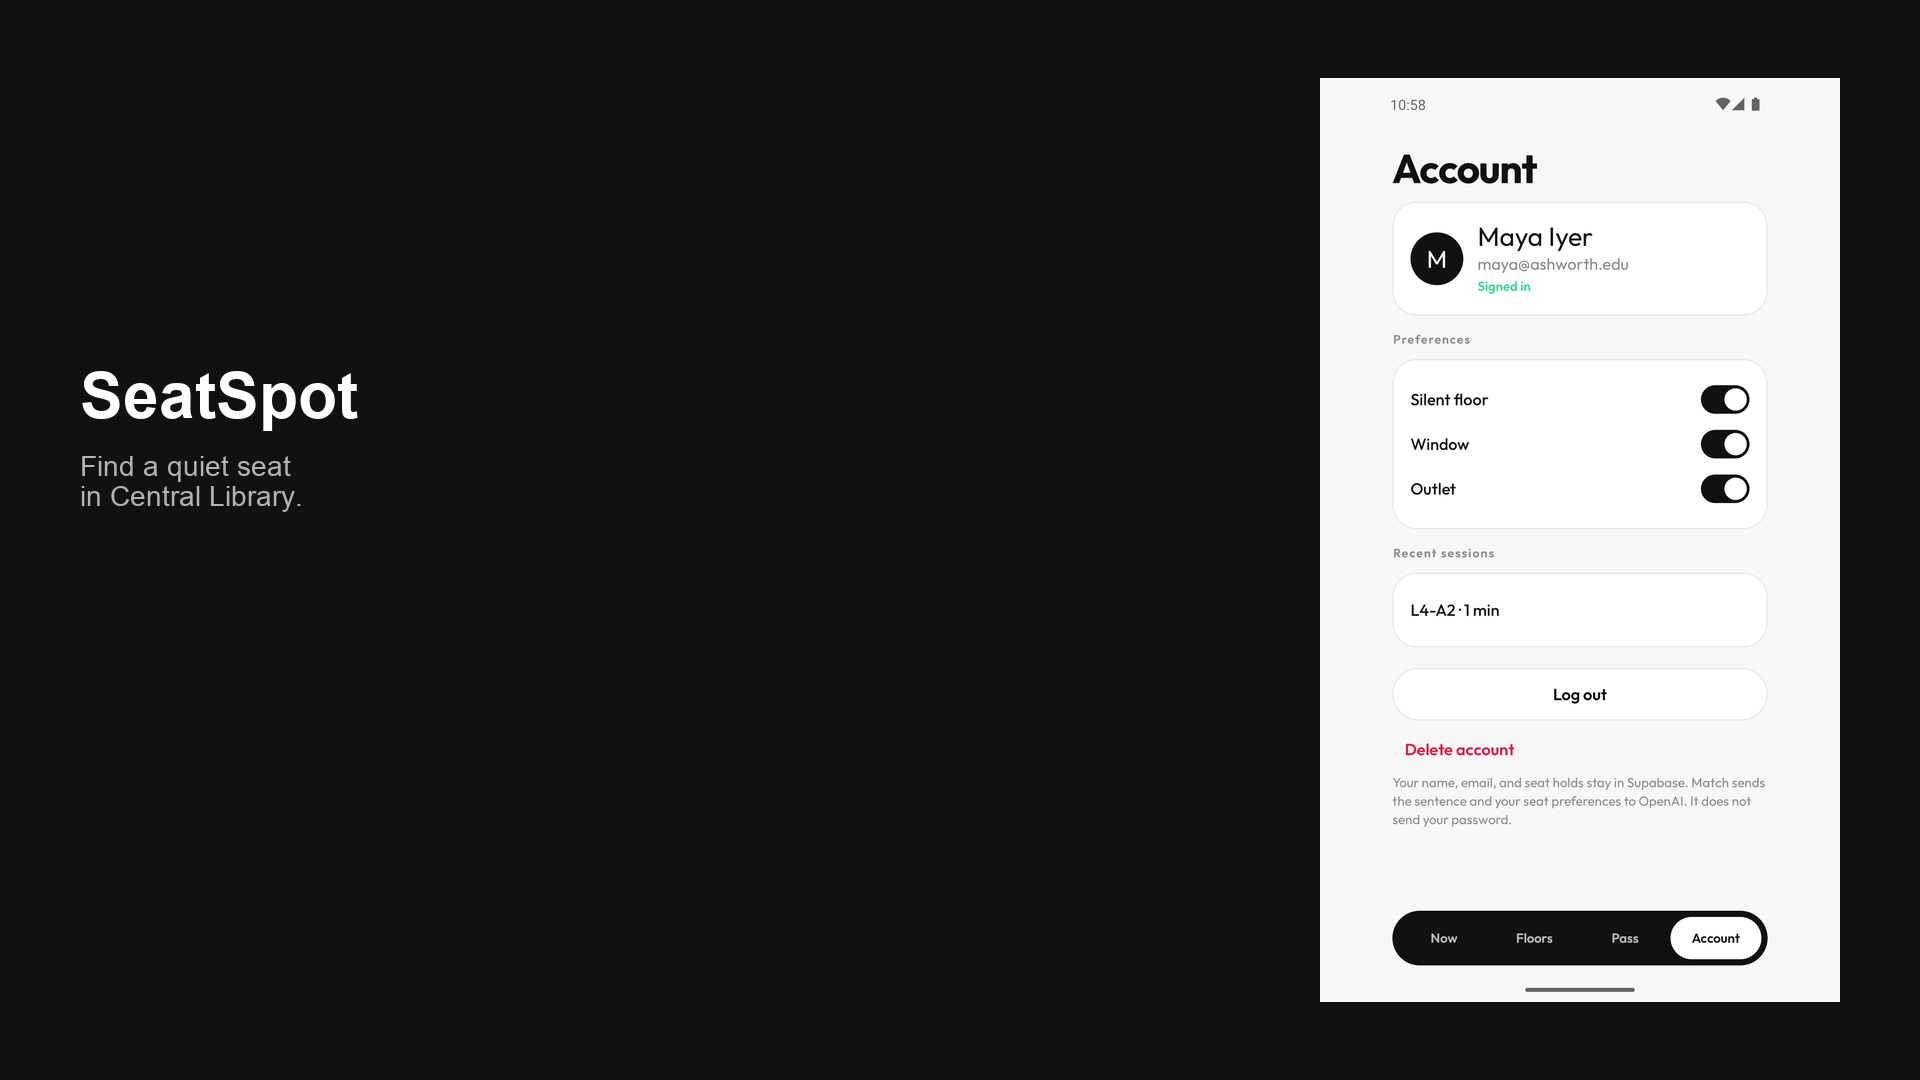 SeatSpot
Find a quiet seat
in Central Library.
10:58
Account
M
Maya Iyer
maya@ashworth.edu
Signed in
Preferences
Silent floor
Window
Outlet
Recent sessions
L4-A2 · 1 min
Log out
Delete account
Your name, email, and seat holds stay in Supabase. Match sends
the sentence and your seat preferences to OpenAI. It does not
send your password.
Now Floors Pass Account